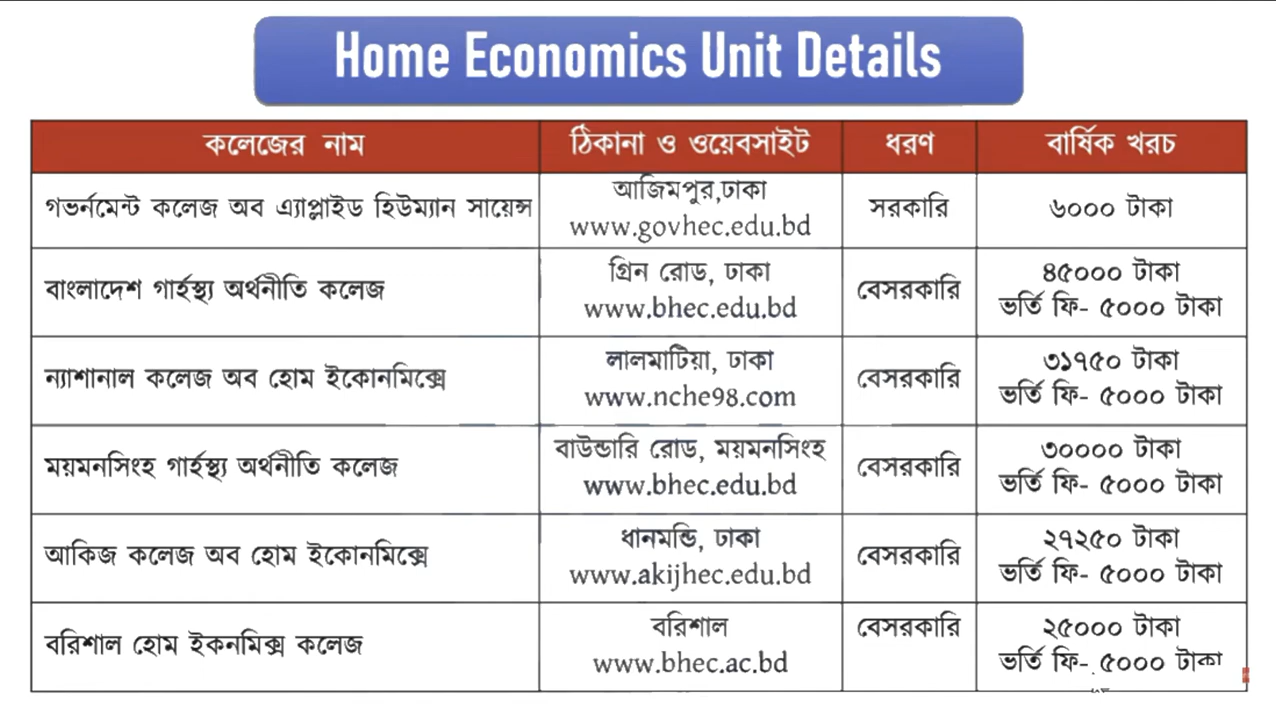 Home Economics Unit Details
কলেজের নাম ঠিকানা ও ওয়েবসাইট ধরণ বার্ষিক খরচ
গভর্নমেন্ট কলেজ অব এ্যাপ্লাইড হিউম্যান সায়েন্স
আজিমপুর,ঢাকা
www.govhec.edu.bd
সরকারি
৬০০০ টাকা
বাংলাদেশ গার্হস্থ্য অর্থনীতি কলেজ
গ্রিন রোড, ঢাকা
www.bhec.edu.bd
বেসরকারি
৪৫০০০ টাকা
ভর্তি ফি- ৫০০০ টাকা
ন্যাশানাল কলেজ অব হোম ইকোনমিক্সে
লালমাটিয়া, ঢাকা
www.nche98.com
বেসরকারি
৩১৭৫০ টাকা
ভর্তি ফি- ৫০০০ টাকা
ময়মনসিংহ গার্হস্থ্য অর্থনীতি কলেজ
বাউন্ডারি রোড, ময়মনসিংহ
www.bhec.edu.bd
বেসরকারি
৩০০০০ টাকা
ভর্তি ফি- ৫০০০ টাকা
আকিজ কলেজ অব হোম ইকোনমিক্সে
ধানমন্ডি, ঢাকা
www.akijhec.edu.bd
বেসরকারি
২৭২৫০ টাকা
ভর্তি ফি- ৫০০০ টাকা
বরিশাল হোম ইকনমিক্স কলেজ
বরিশাল
www.bhec.ac.bd
বেসরকারি
২৫০০০ টাকা
ভর্তি ফি- ৫০০০ টাকা